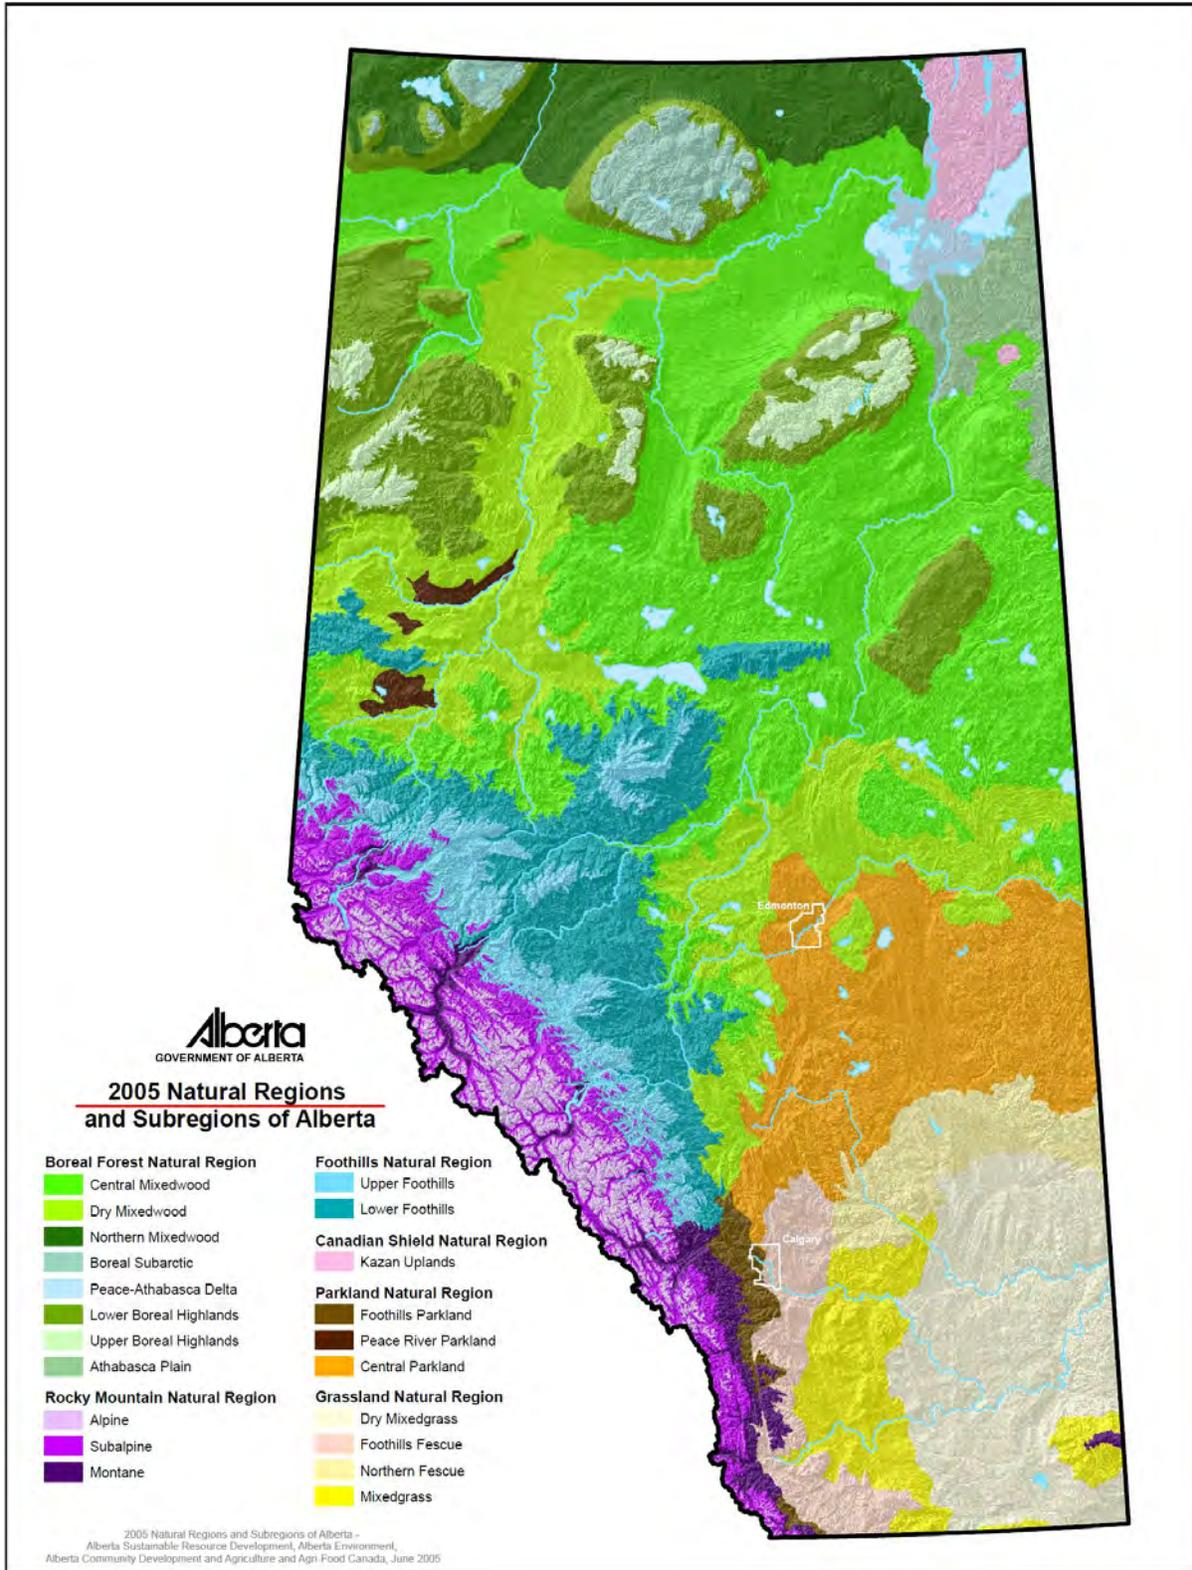 Edmonton
Calgary
Alberta
GOVERNMENT OF ALBERTA
2005 Natural Regions
and Subregions of Alberta
Boreal Forest Natural Region
Central Mixedwood
Dry Mixedwood
Northern Mixedwood
Boreal Subarctic
Peace-Athabasca Delta
Lower Boreal Highlands
Upper Boreal Highlands
Athabasca Plain
Rocky Mountain Natural Region
Alpine
Subalpine
Montane
Foothills Natural Region
Upper Foothills
Lower Foothills
Canadian Shield Natural Region
Kazan Uplands
Parkland Natural Region
Foothills Parkland
Peace River Parkland
Central Parkland
Grassland Natural Region
Dry Mixedgrass
Foothills Fescue
Northern Fescue
Mixedgrass
2005 Natural Regions and Subregions of Alberta -
Alberta Sustainable Resource Development, Alberta Environment,
Alberta Community Development and Agriculture and Agri-Food Canada, June 2005